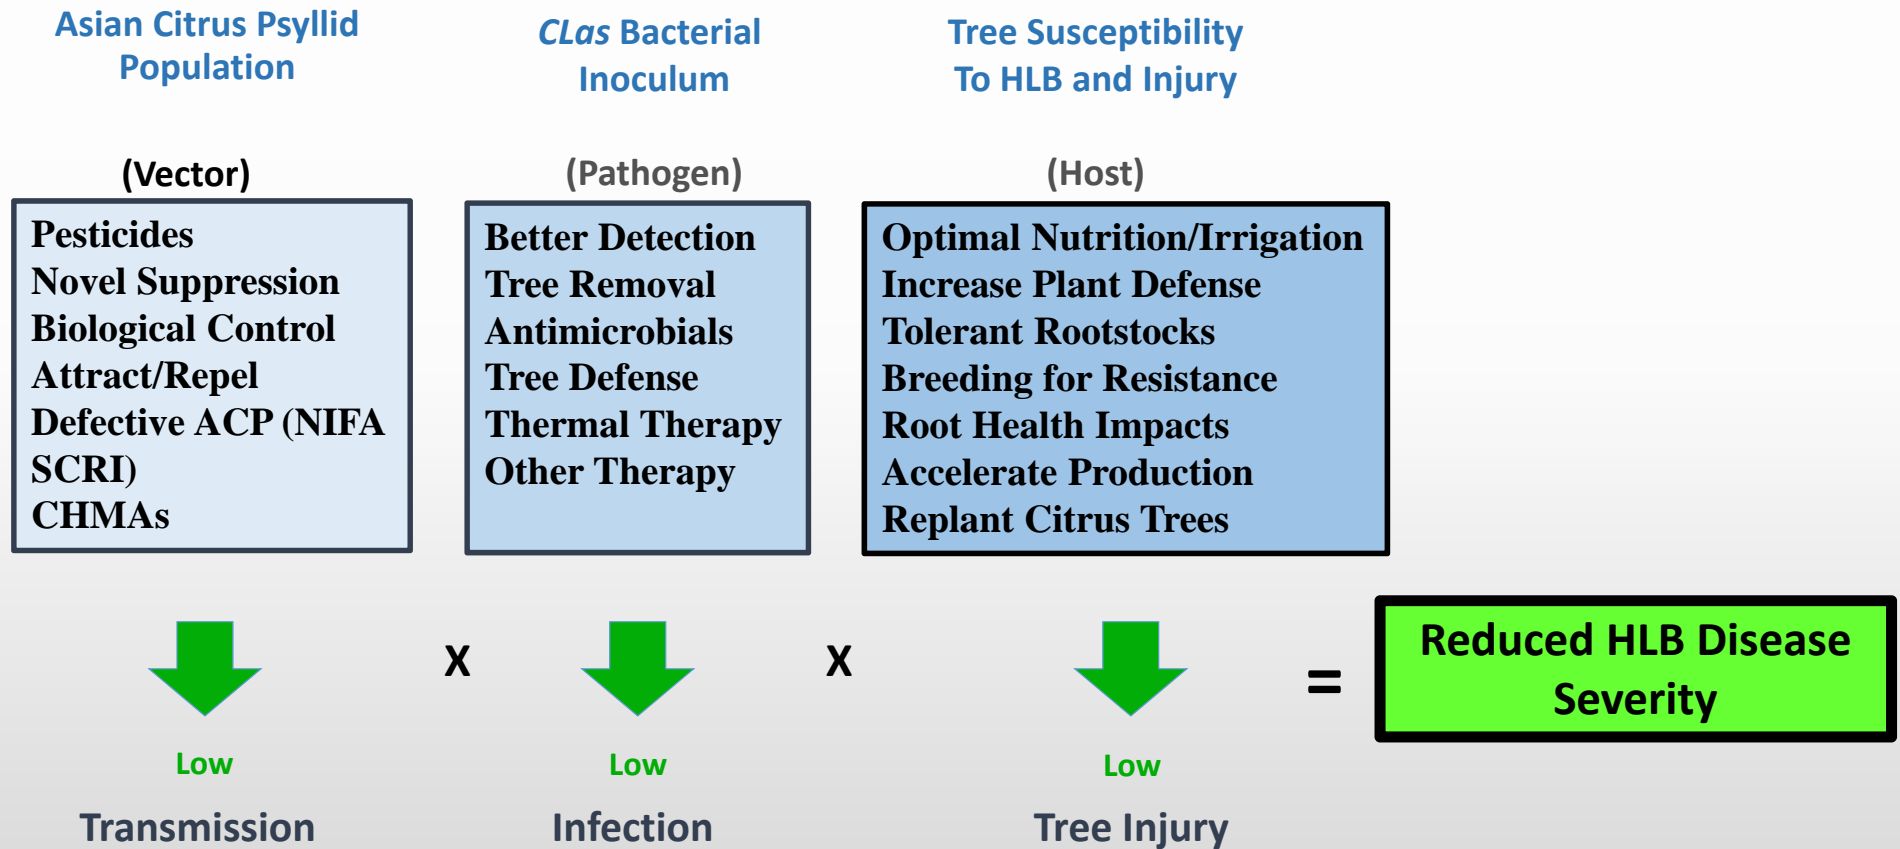 Asian Citrus Psyllid
Population
CLas Bacterial
Inoculum
Tree Susceptibility
To HLB and Injury
(Vector)
(Pathogen)
(Host)
Pesticides
Novel Suppression
Biological Control
Attract/Repel
Defective ACP (NIFA
SCRI)
CHMAs
Better Detection
Tree Removal
Antimicrobials
Tree Defense
Thermal Therapy
Other Therapy
Optimal Nutrition/Irrigation
Increase Plant Defense
Tolerant Rootstocks
Breeding for Resistance
Root Health Impacts
Accelerate Production
Replant Citrus Trees
X
X
=
Reduced HLB Disease
Severity
Low
Low
Low
Transmission
Infection
Tree Injury